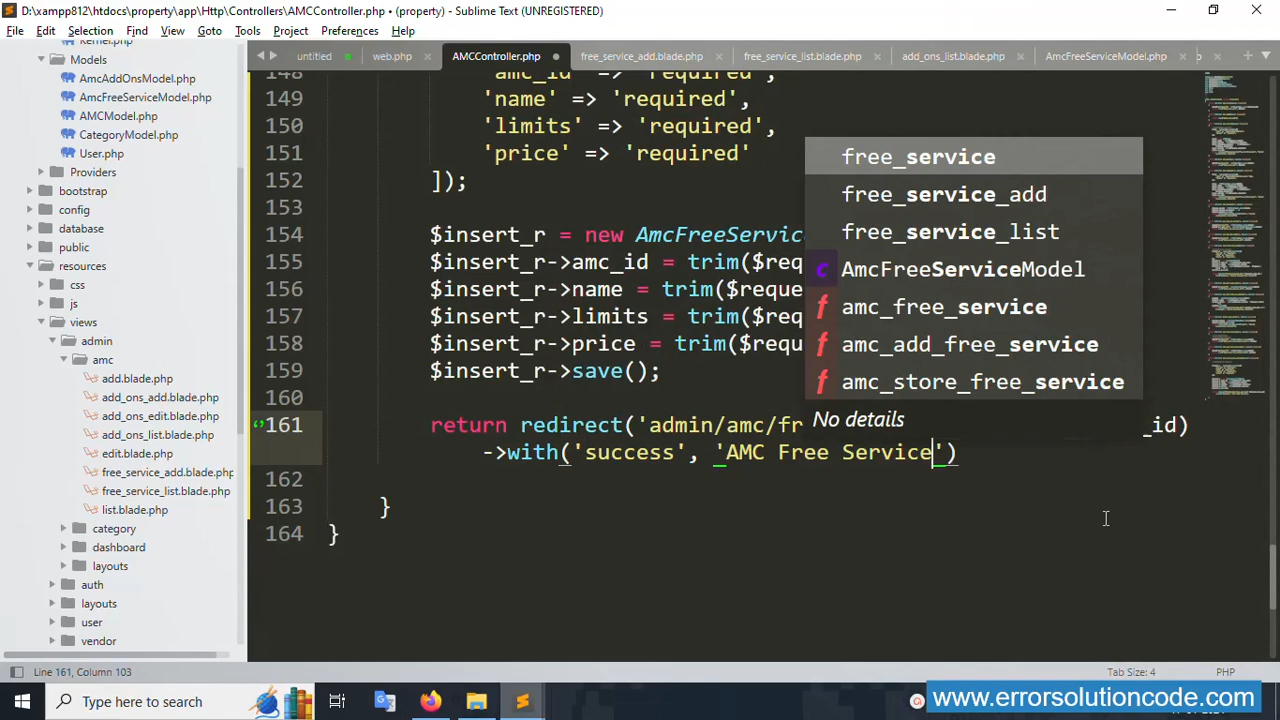 D:\xampp812\htdocs\property\app\Http\Controllers\AMCController.php • (property) - Sublime Text (UNREGISTERED)
File Edit Selection Find View Goto Tools Project Preferences Help
Kernel.php
Models
AmcAddOnsModel.php
AmcFreeServiceModel.php
AMCModel.php
CategoryModel.php
User.php
Providers
bootstrap
config
database
public
resources
css
js
views
admin
amc
add.blade.php
add_ons_add.blade.php
add_ons_edit.blade.php
add_ons_list.blade.php
edit.blade.php
free_service_add.blade.php
free_service_list.blade.php
list.blade.php
category
dashboard
layouts
auth
layouts
user
vendor
untitled web.php AMCController.php free_service_add.blade.php free_service_list.blade.php add_ons_list.blade.php AmcFreeServiceModel.php
148 'amc_id' => 'required',
149 'name' => 'required',
150 'limits' => 'required',
151 'price' => 'required'
152 ]);
153
154 $insert_r = new AmcFreeService
155 $insert_r->amc_id = trim($req
156 $insert_r->name = trim($reque
157 $insert_r->limits = trim($req
158 $insert_r->price = trim($requ
159 $insert_r->save();
160
161 return redirect('admin/amc/fr _id)
->with('success', 'AMC Free Service')
162
163 }
164 }
free_service
free_service_add
free_service_list
c AmcFreeServiceModel
f amc_free_service
f amc_add_free_service
f amc_store_free_service
No details
Line 161, Column 103 Tab Size: 4 PHP
Type here to search
www.errorsolutioncode.com